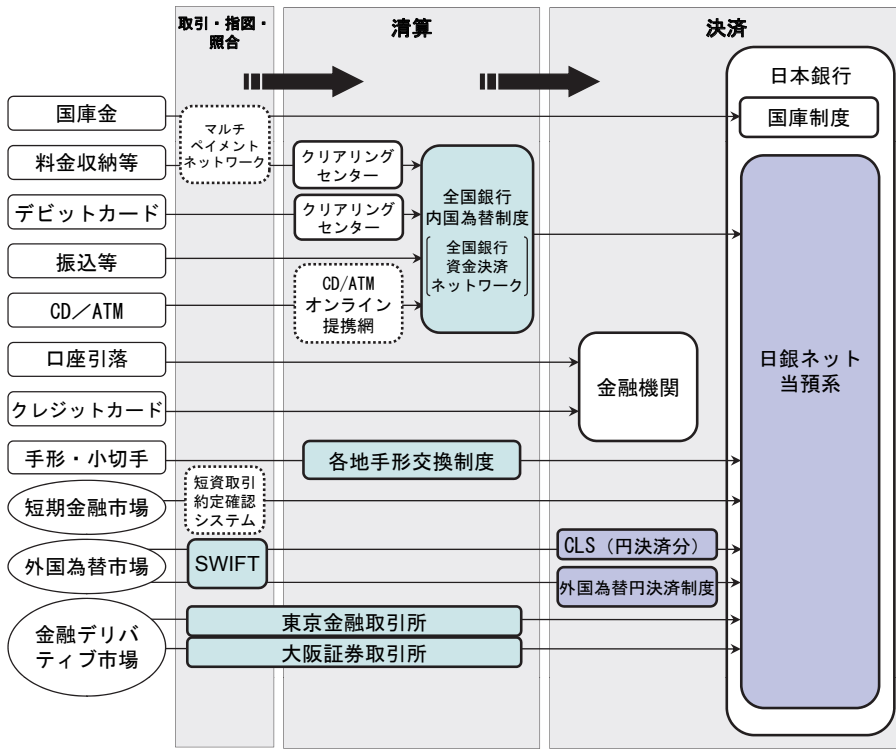 取引・指図・
照合
清算
決済
日本銀行
国庫金
マルチ
ペイメント
ネットワーク
国庫制度
料金収納等
クリアリング
センター
全国銀行
内国為替制度
全国銀行
資金決済
ネットワーク
デビットカード
クリアリング
センター
振込等
CD/ATM
オンライン
提携網
CD／ATM
口座引落
金融機関
日銀ネット
当預系
クレジットカード
手形・小切手
各地手形交換制度
短期金融市場
短資取引
約定確認
システム
外国為替市場
SWIFT
CLS（円決済分）
外国為替円決済制度
金融デリバ
ティブ市場
東京金融取引所
大阪証券取引所